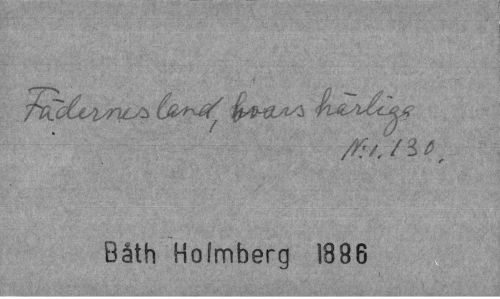 Fädernesland, hvars härliga
N:1.130.
Båth Holmberg 1886